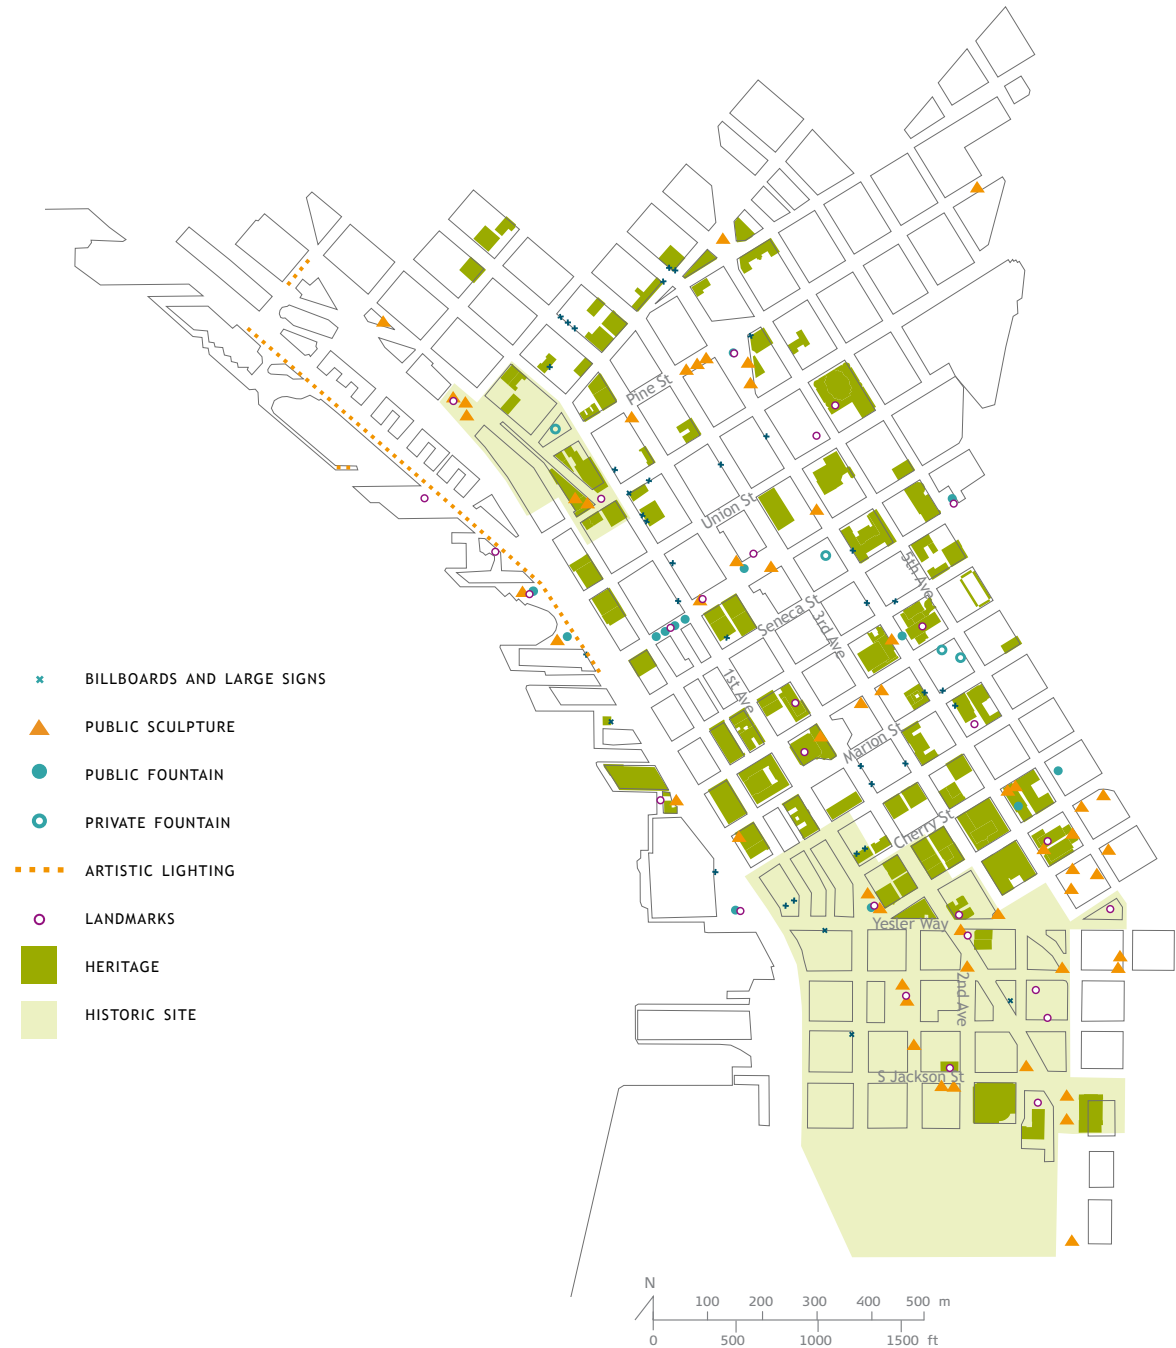 Pine St
Union St
5th Ave
Seneca St
3rd Ave
1st Ave
Marion St
Cherry St
Yesler Way
2nd Ave
S Jackson St
BILLBOARDS AND LARGE SIGNS
PUBLIC SCULPTURE
PUBLIC FOUNTAIN
PRIVATE FOUNTAIN
ARTISTIC LIGHTING
LANDMARKS
HERITAGE
HISTORIC SITE
N
100 200 300 400 500 m
0 500 1000 1500 ft